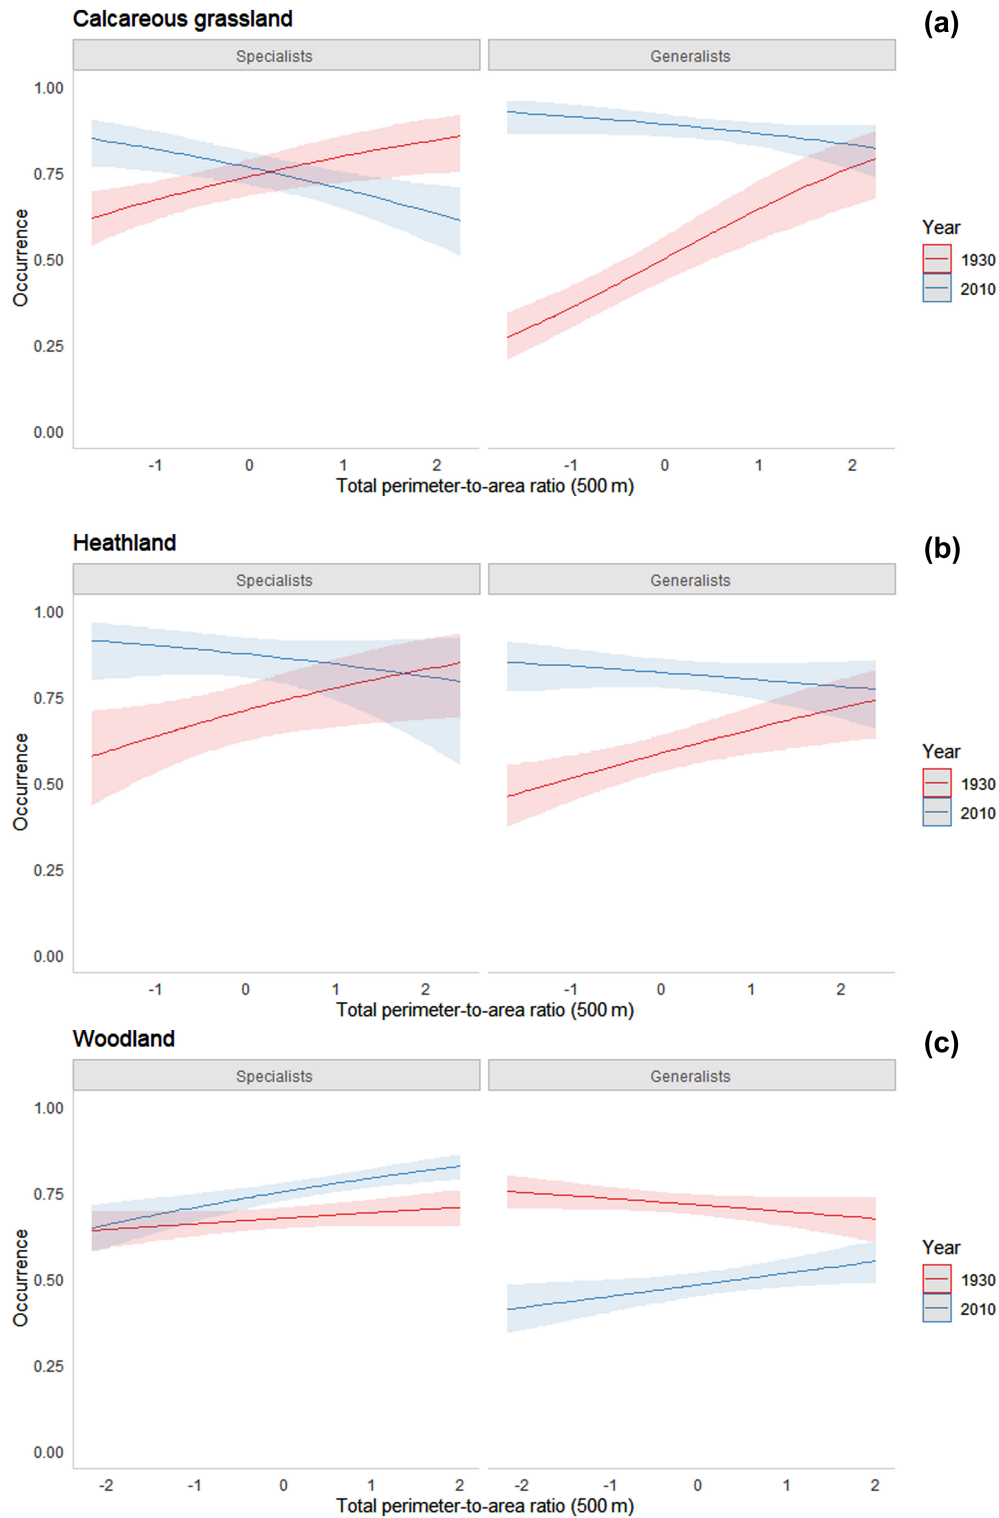 Calcareous grassland (a)
Specialists Generalists
1.00
0.75
0.50
0.25
0.00
Occurrence
-1 0 1 2 -1 0 1 2
Total perimeter-to-area ratio (500 m)
Year
1930
2010
Heathland (b)
Specialists Generalists
1.00
0.75
0.50
0.25
0.00
Occurrence
-1 0 1 2 -1 0 1 2
Total perimeter-to-area ratio (500 m)
Year
1930
2010
Woodland (c)
Specialists Generalists
1.00
0.75
0.50
0.25
0.00
Occurrence
-2 -1 0 1 2 -2 -1 0 1 2
Total perimeter-to-area ratio (500 m)
Year
1930
2010